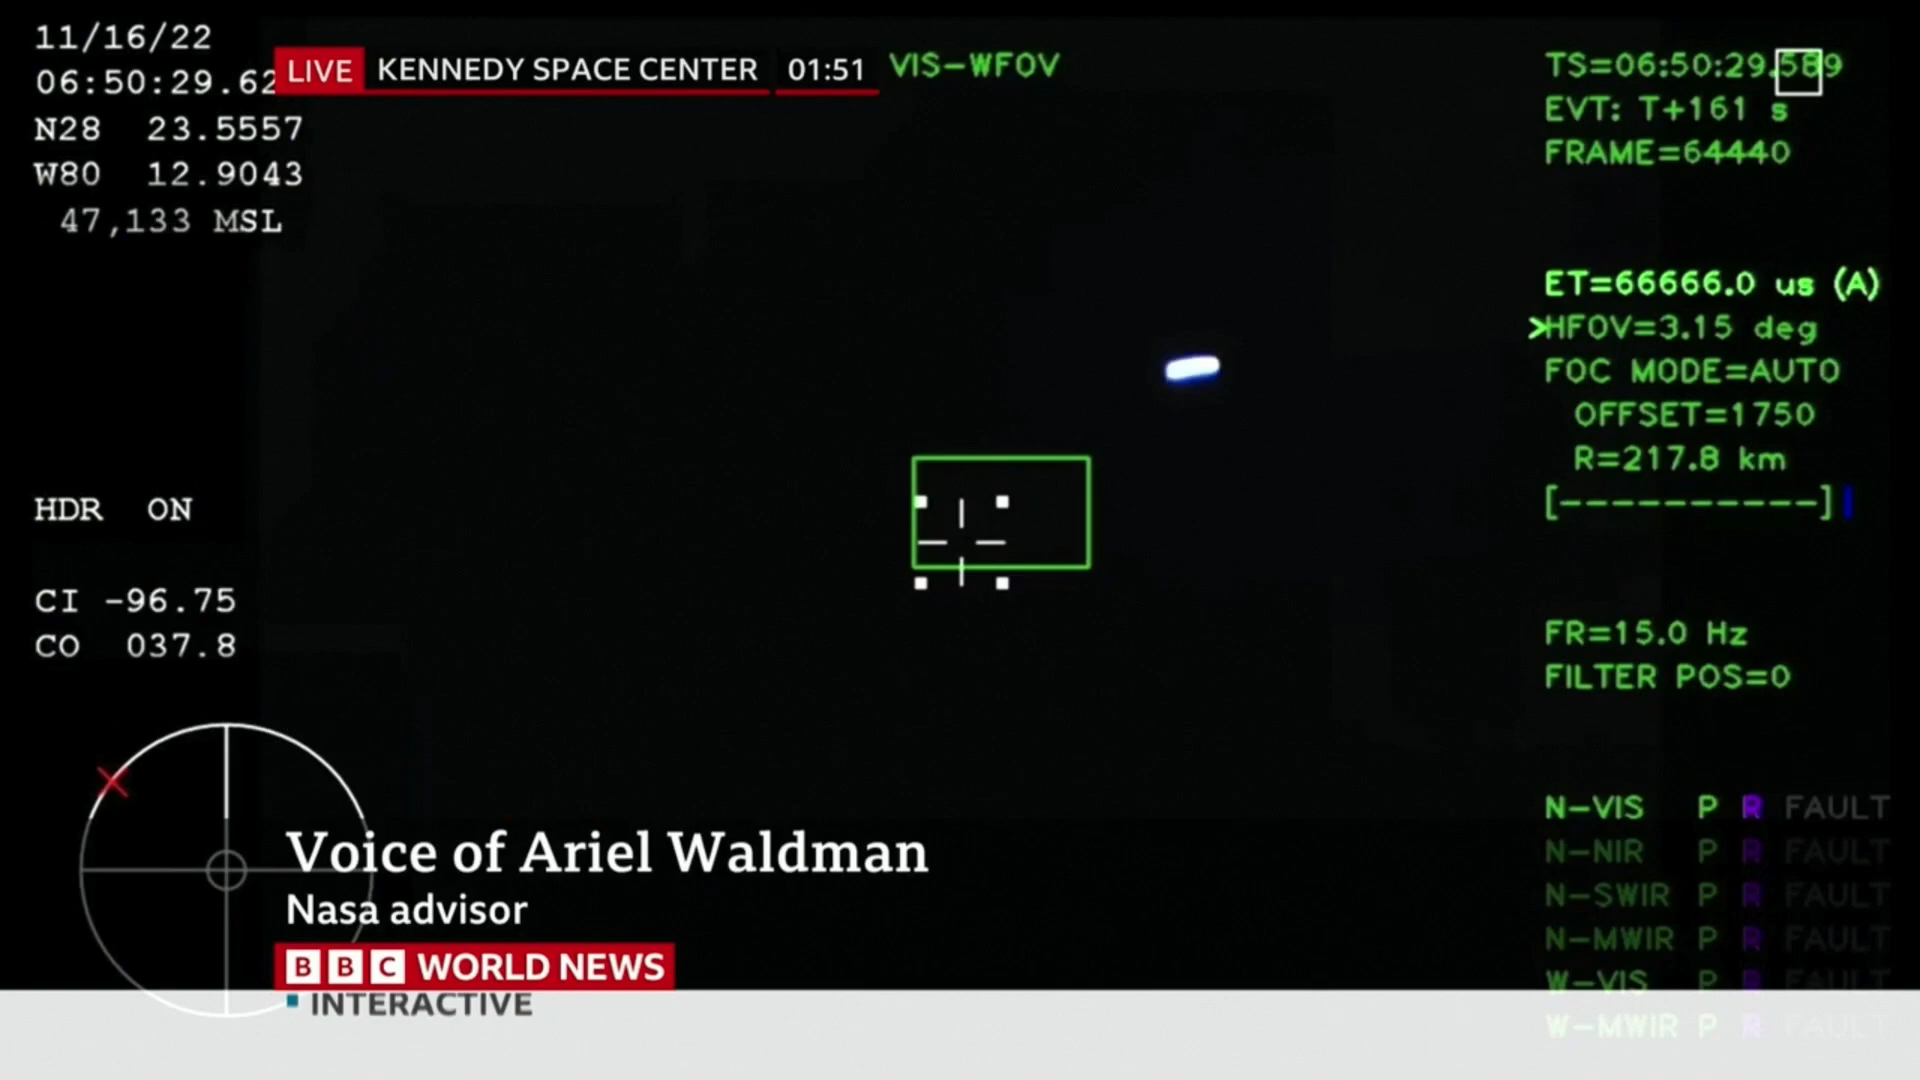 11/16/22
06:50:29.62
LIVE KENNEDY SPACE CENTER 01:51
VIS-WFOV
N28 23.5557
W80 12.9043
47,133 MSL
TS=06:50:29.589
EVT: T+161 s
FRAME=64440
ET=66666.0 us (A)
>HFOV=3.15 deg
FOC MODE=AUTO
OFFSET=1750
R=217.8 km
[----------]
HDR ON
CI -96.75
CO 037.8
FR=15.0 Hz
FILTER POS=0
N-VIS P R FAULT
N-NIR P R FAULT
N-SWIR P R FAULT
N-MWIR P R FAULT
W-VIS P R FAULT
W-MWIR P R FAULT
Voice of Ariel Waldman
Nasa advisor
BBC WORLD NEWS
INTERACTIVE